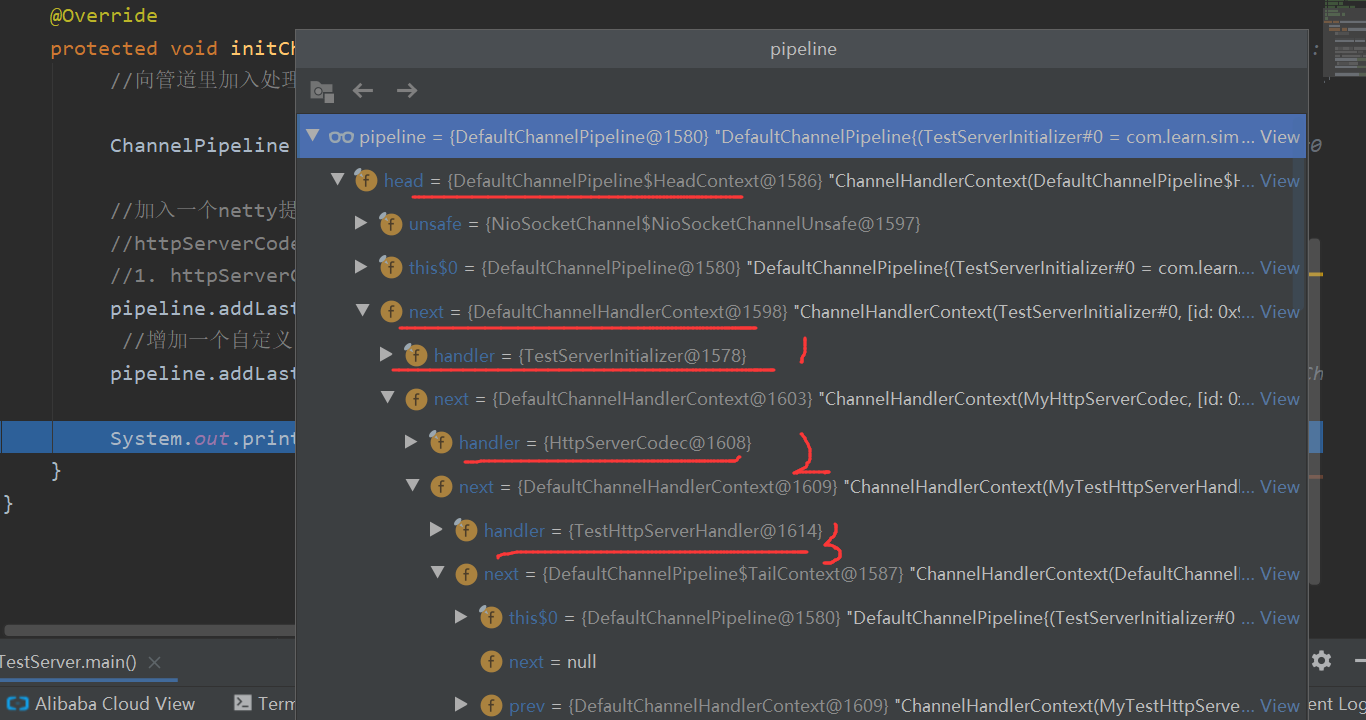 @Override
protected void initCh
pipeline
//向管道里加入处理
ChannelPipeline
pipeline = {DefaultChannelPipeline@1580} "DefaultChannelPipeline{(TestServerInitializer#0 = com.learn.sim... View
head = {DefaultChannelPipeline$HeadContext@1586} "ChannelHandlerContext(DefaultChannelPipeline$H... View
//加入一个netty提
unsafe = {NioSocketChannel$NioSocketChannelUnsafe@1597}
//httpServerCode
this$0 = {DefaultChannelPipeline@1580} "DefaultChannelPipeline{(TestServerInitializer#0 = com.learn.... View
//1. httpServerC
pipeline.addLast
next = {DefaultChannelHandlerContext@1598} "ChannelHandlerContext(TestServerInitializer#0, [id: 0x9... View
//增加一个自定义
handler = {TestServerInitializer@1578} 1
pipeline.addLast
next = {DefaultChannelHandlerContext@1603} "ChannelHandlerContext(MyHttpServerCodec, [id: 0... View
System.out.print
handler = {HttpServerCodec@1608} 2
}
next = {DefaultChannelHandlerContext@1609} "ChannelHandlerContext(MyTestHttpServerHandl... View
}
handler = {TestHttpServerHandler@1614} 3
next = {DefaultChannelPipeline$TailContext@1587} "ChannelHandlerContext(DefaultChannel... View
this$0 = {DefaultChannelPipeline@1580} "DefaultChannelPipeline{(TestServerInitializer#0 ... View
next = null
TestServer.main()
prev = {DefaultChannelHandlerContext@1609} "ChannelHandlerContext(MyTestHttpServerH... View
Alibaba Cloud View Term
ent Log